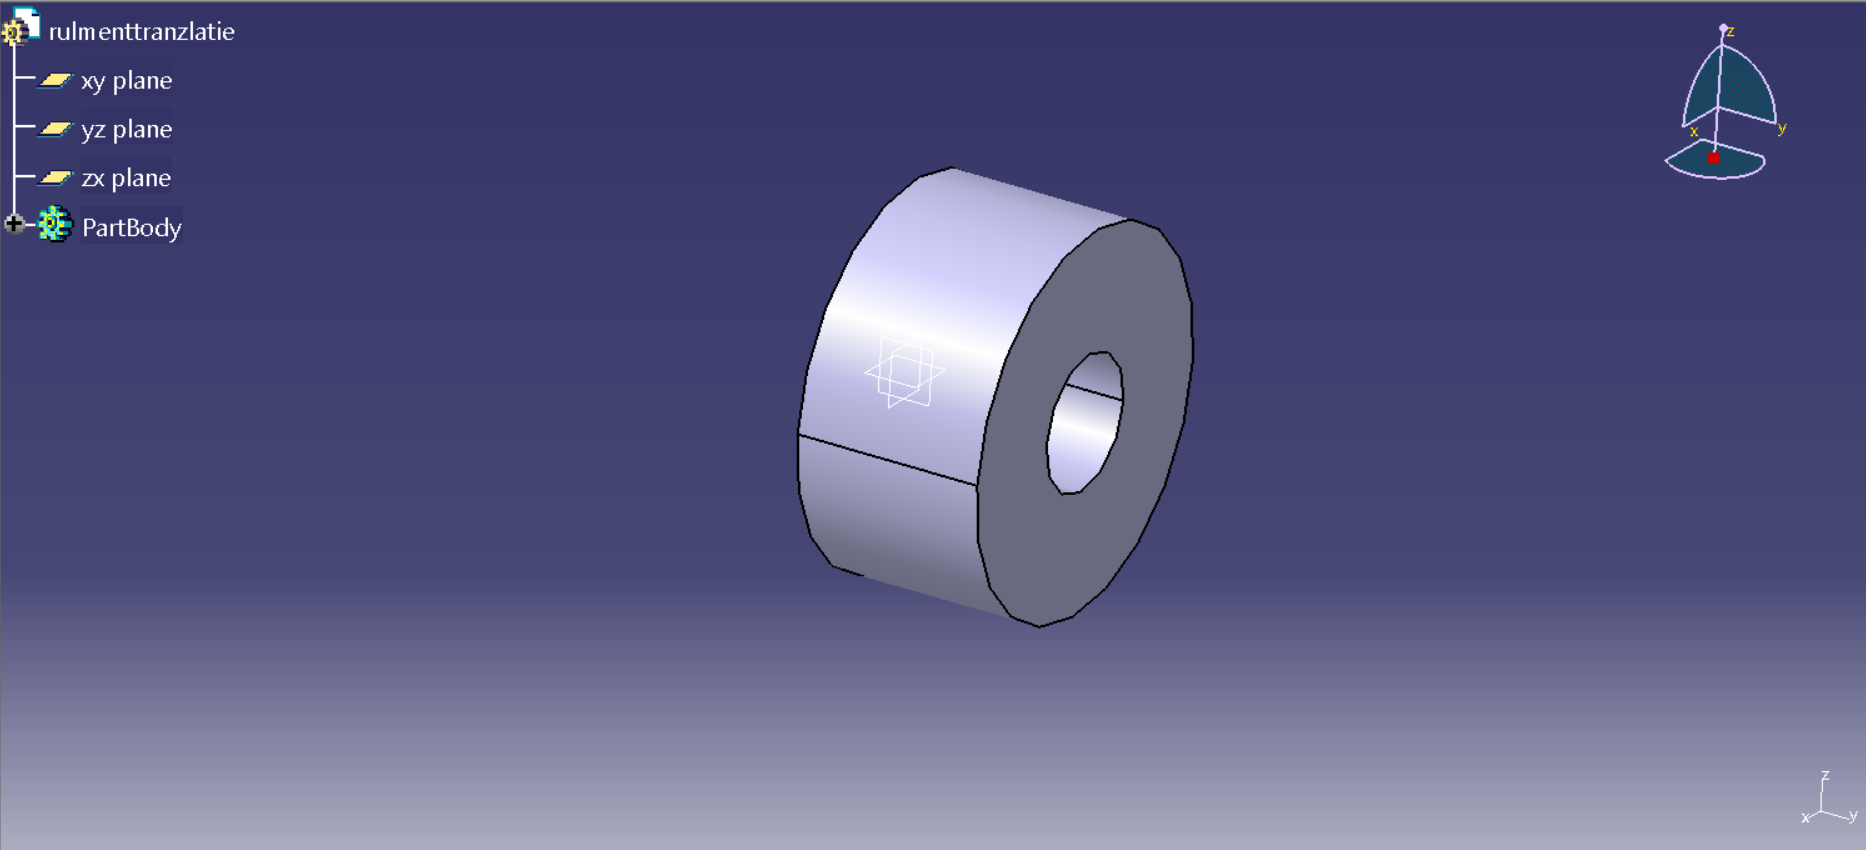 rulmenttranzlatie
xy plane
yz plane
zx plane
PartBody
z
x
y
z
x
y